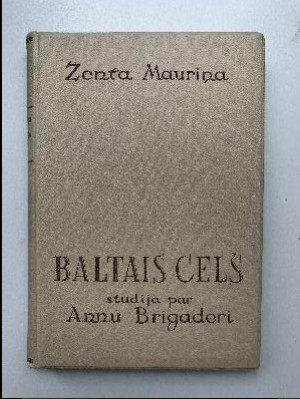 Zenta Mauriņa
BALTAIS CEĻŠ
studija par
Annu Brigaderi